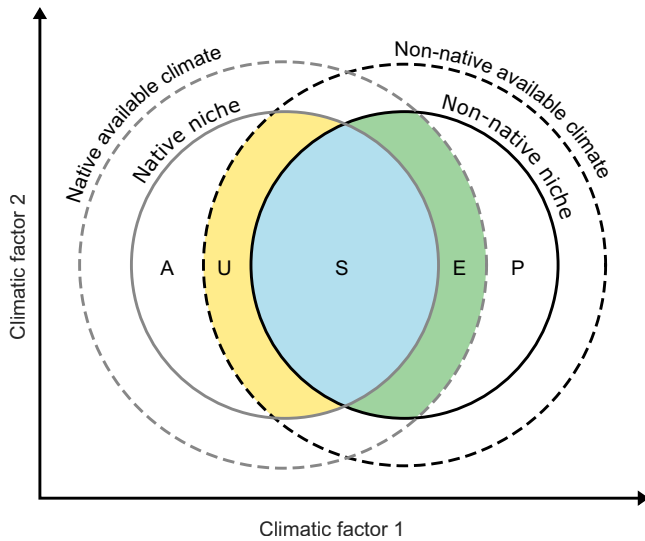 Native available climate
Non-native available climate
Native niche
Non-native niche
A
U
S
E
P
Climatic factor 2
Climatic factor 1